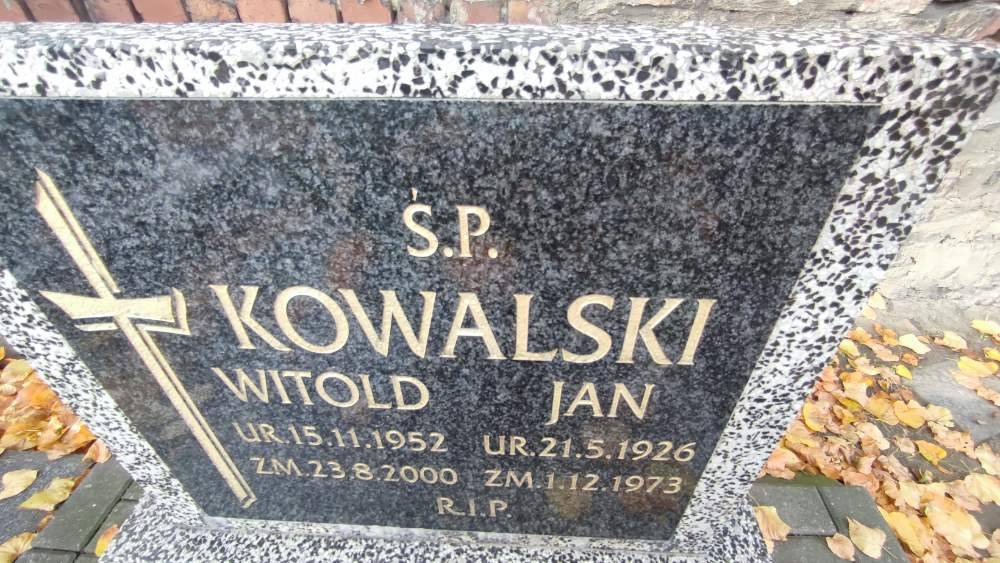 Ś.P.
KOWALSKI
WITOLD JAN
UR.15.11.1952 UR.21.5.1926
ZM.23.8.2000 ZM.1.12.1973
R.I.P